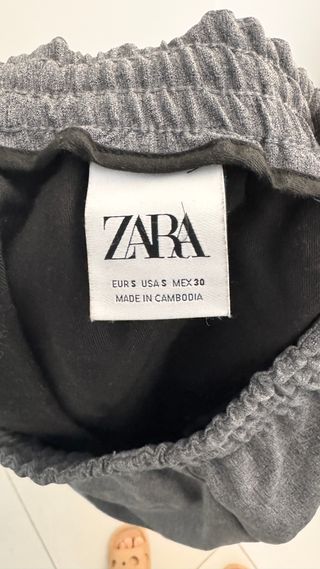 ZARA
EUR S USA S MEX 30
MADE IN CAMBODIA